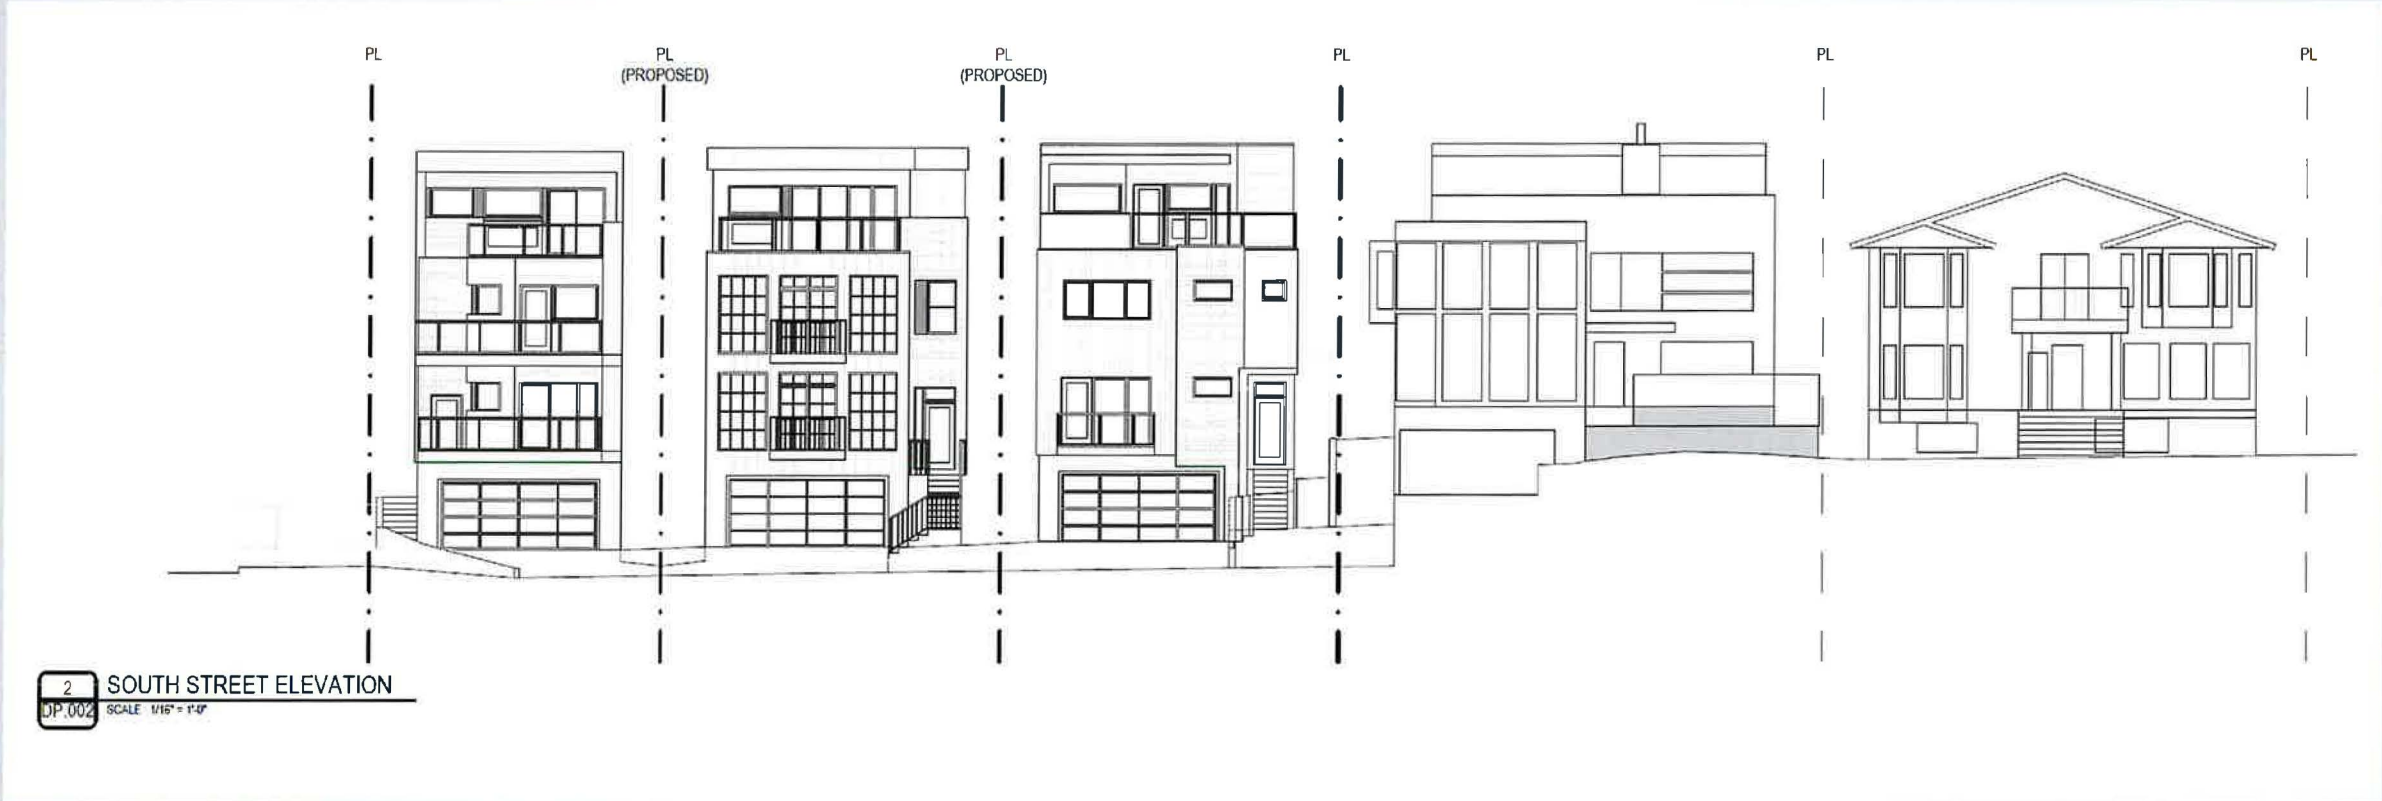 PL
PL
(PROPOSED)
PL
(PROPOSED)
PL
PL
PL
2
DP.002
SOUTH STREET ELEVATION
SCALE 1/16" = 1'-0"